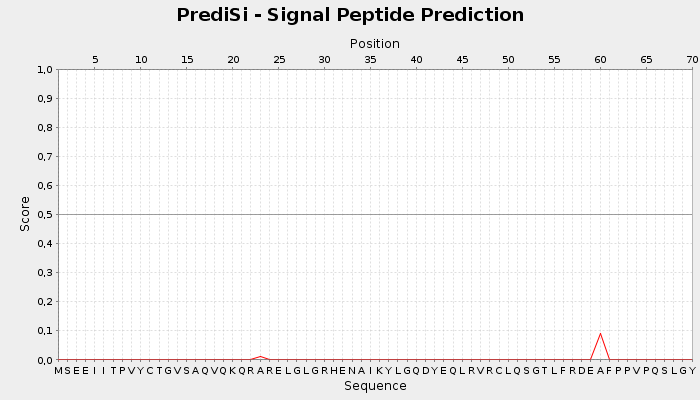 PrediSi - Signal Peptide Prediction
Position
5 10 15 20 25 30 35 40 45 50 55 60 65 70
1,0
0,9
0,8
0,7
0,6
0,5
0,4
0,3
0,2
0,1
0,0
Score
M S E E I I T P V Y C T G V S A Q V Q K Q R A R E L G L G R H E N A I K Y L G Q D Y E Q L R V R C L Q S G T L F R D E A F P P V P Q S L G Y
Sequence